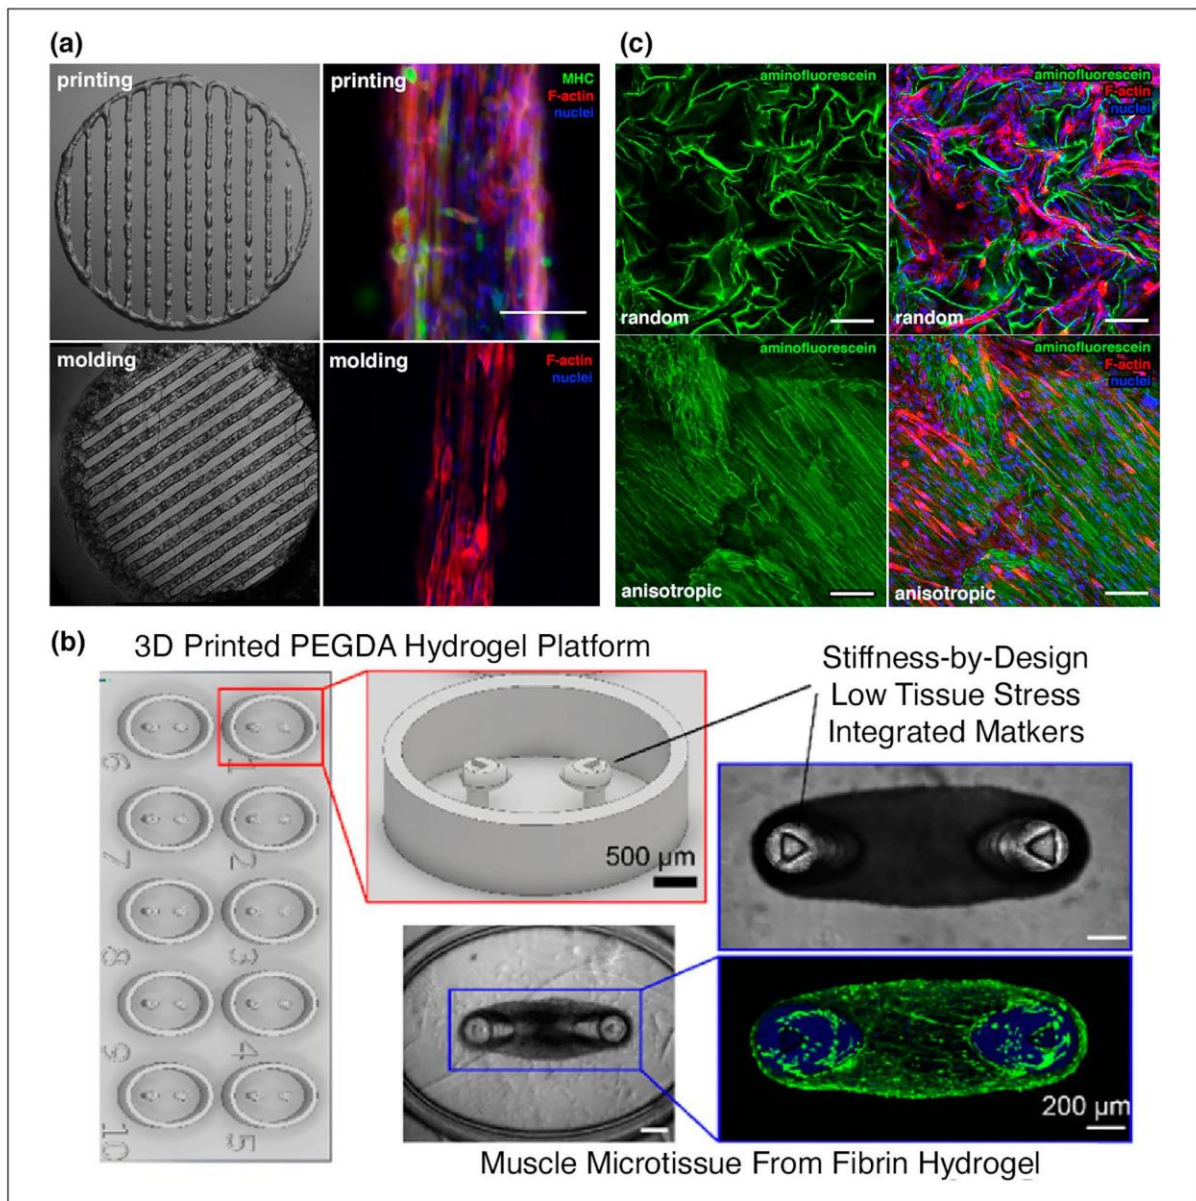 (a)
printing
printing
MHC
F-actin
nuclei
molding
molding
F-actin
nuclei
(c)
aminofluorescein
random
aminofluorescein
F-actin
nuclei
random
aminofluorescein
anisotropic
aminofluorescein
F-actin
nuclei
anisotropic
(b)
3D Printed PEGDA Hydrogel Platform
Stiffness-by-Design
Low Tissue Stress
Integrated Matkers
6
1
7
2
8
3
9
4
10
5
500 µm
200 µm
Muscle Microtissue From Fibrin Hydrogel